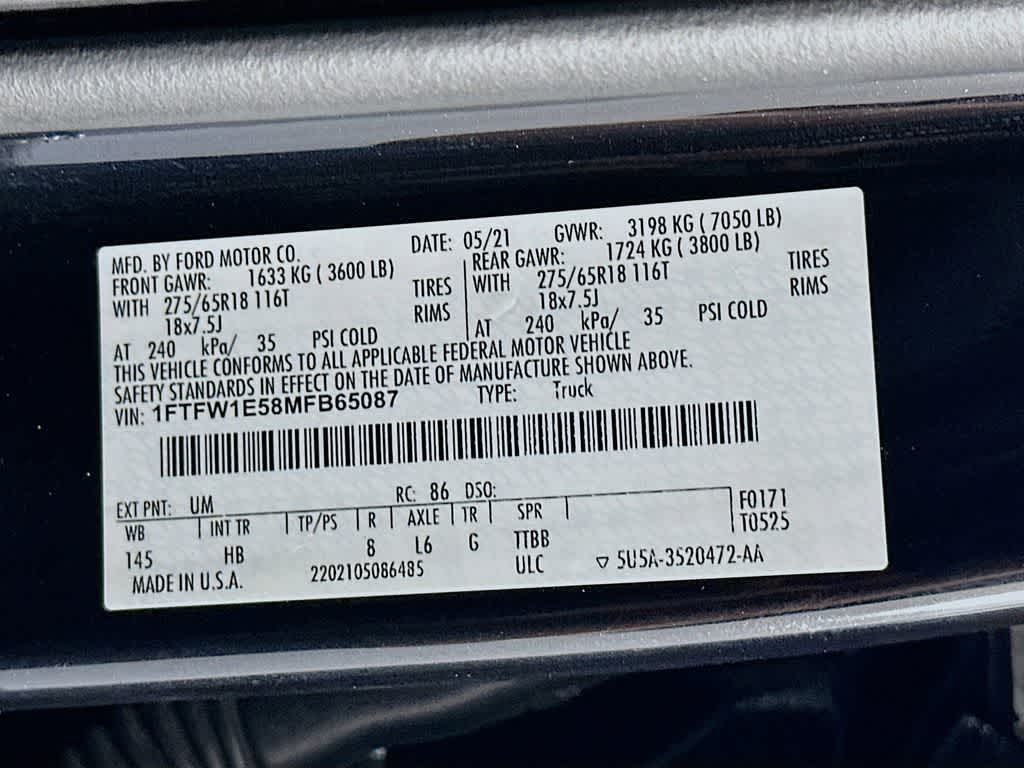 MFD. BY FORD MOTOR CO. DATE: 05/21 GVWR: 3198 KG ( 7050 LB)
FRONT GAWR: 1633 KG ( 3600 LB) REAR GAWR: 1724 KG ( 3800 LB)
WITH 275/65R18 116T TIRES WITH 275/65R18 116T TIRES
18x7.5J RIMS 18x7.5J RIMS
AT 240 kPa/ 35 PSI COLD AT 240 kPa/ 35 PSI COLD
THIS VEHICLE CONFORMS TO ALL APPLICABLE FEDERAL MOTOR VEHICLE
SAFETY STANDARDS IN EFFECT ON THE DATE OF MANUFACTURE SHOWN ABOVE.
VIN: 1FTFW1E58MFB65087 TYPE: Truck
EXT PNT: UM RC: 86 DSO:
WB INT TR TP/PS R AXLE TR SPR F0171
T0525
145 HB 8 L6 G TTBB
MADE IN U.S.A. 2202105086485 ULC ▽ 5U5A-3520472-AA